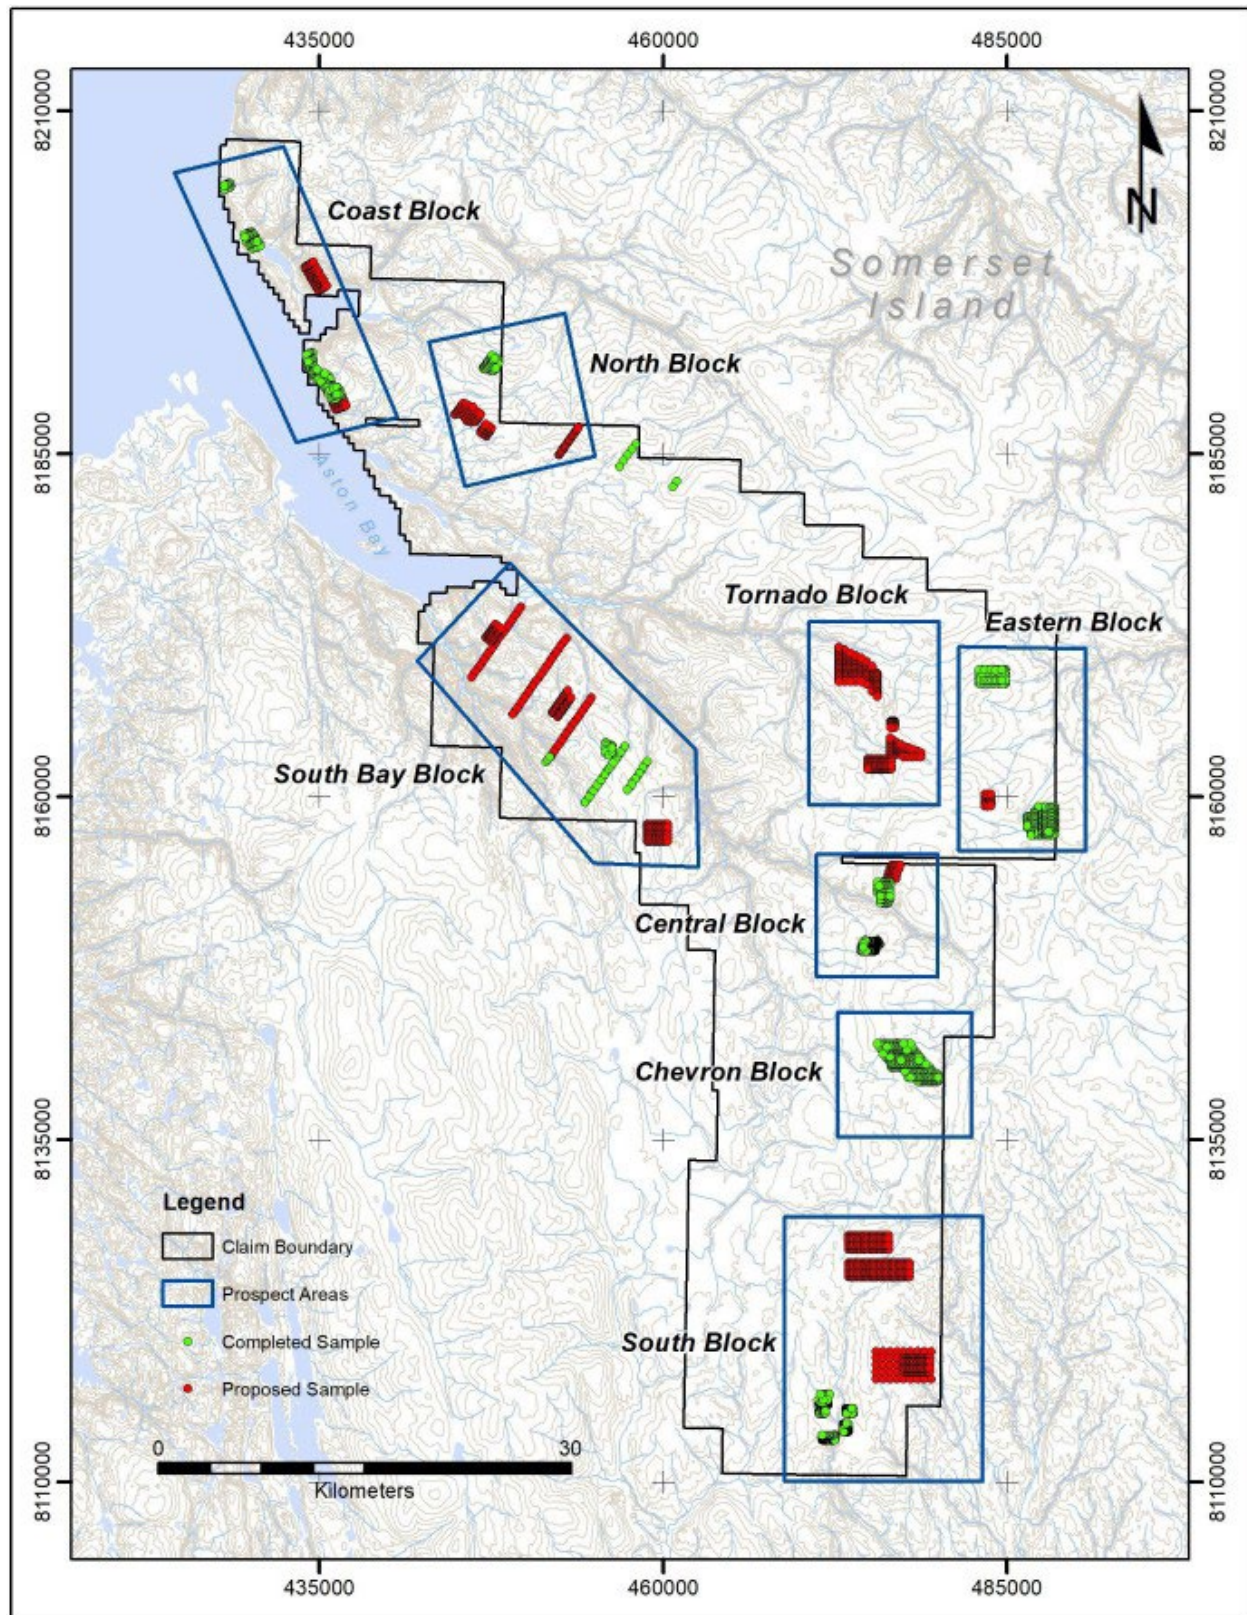 435000
460000
485000
8210000
8210000
N
Coast Block
Somerset
Island
North Block
8185000
8185000
Aston Bay
Tornado Block
Eastern Block
South Bay Block
8160000
8160000
Central Block
Chevron Block
8135000
8135000
Legend
Claim Boundary
Prospect Areas
Completed Sample
Proposed Sample
South Block
0
30
Kilometers
8110000
8110000
435000
460000
485000